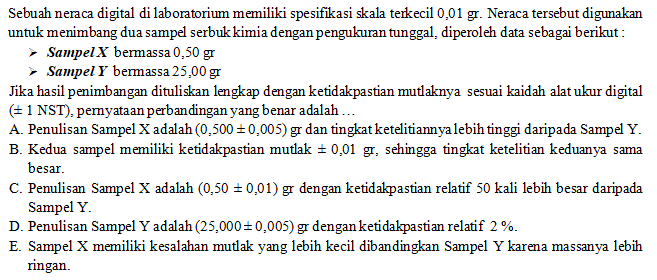 Sebuah neraca digital di laboratorium memiliki spesifikasi skala terkecil 0,01 gr. Neraca tersebut digunakan
untuk menimbang dua sampel serbuk kimia dengan pengukuran tunggal, diperoleh data sebagai berikut :
➢ Sampel X bermassa 0,50 gr
➢ Sampel Y bermassa 25,00 gr
Jika hasil penimbangan dituliskan lengkap dengan ketidakpastian mutlaknya sesuai kaidah alat ukur digital
(± 1 NST), pernyataan perbandingan yang benar adalah …
A. Penulisan Sampel X adalah (0,500 ± 0,005) gr dan tingkat ketelitiannya lebih tinggi daripada Sampel Y.
B. Kedua sampel memiliki ketidakpastian mutlak ± 0,01 gr, sehingga tingkat ketelitian keduanya sama
besar.
C. Penulisan Sampel X adalah (0,50 ± 0,01) gr dengan ketidakpastian relatif 50 kali lebih besar daripada
Sampel Y.
D. Penulisan Sampel Y adalah (25,000 ± 0,005) gr dengan ketidakpastian relatif 2 %.
E. Sampel X memiliki kesalahan mutlak yang lebih kecil dibandingkan Sampel Y karena massanya lebih
ringan.